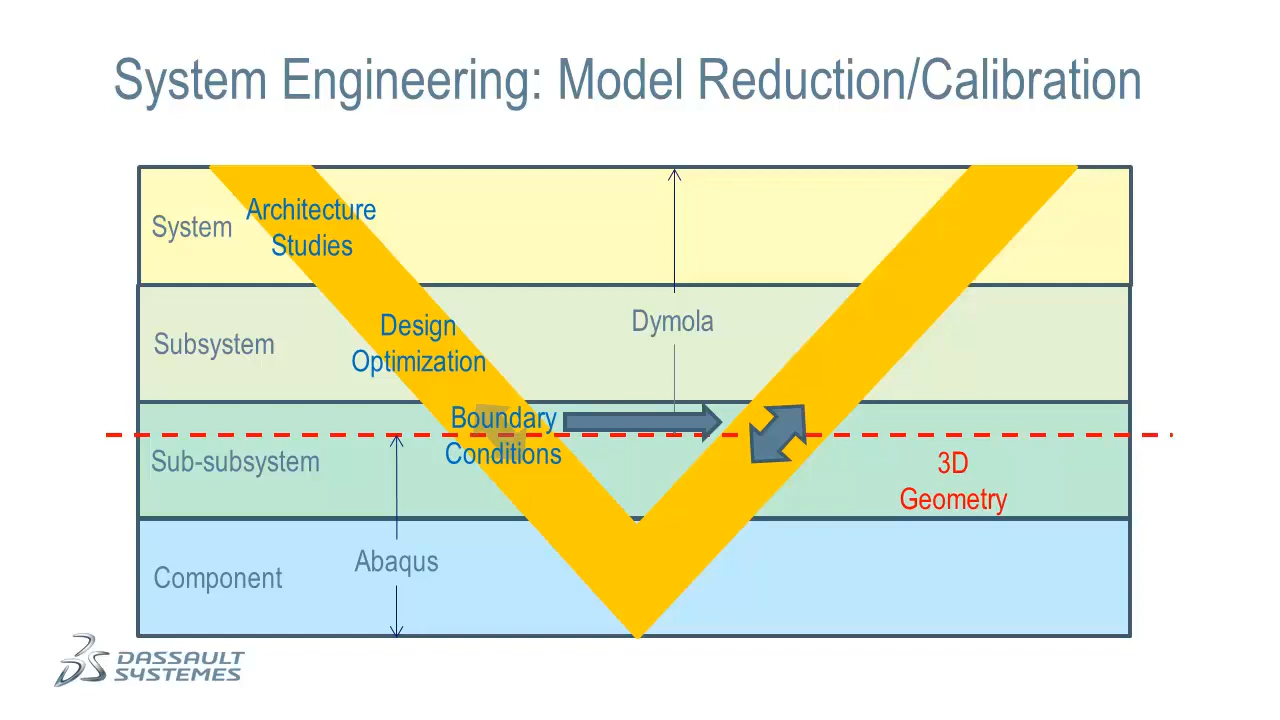 System Engineering: Model Reduction/Calibration
System
Architecture
Studies
Subsystem
Design
Optimization
Dymola
Sub-subsystem
Boundary
Conditions
3D
Geometry
Component
Abaqus
DASSAULT
SYSTEMES